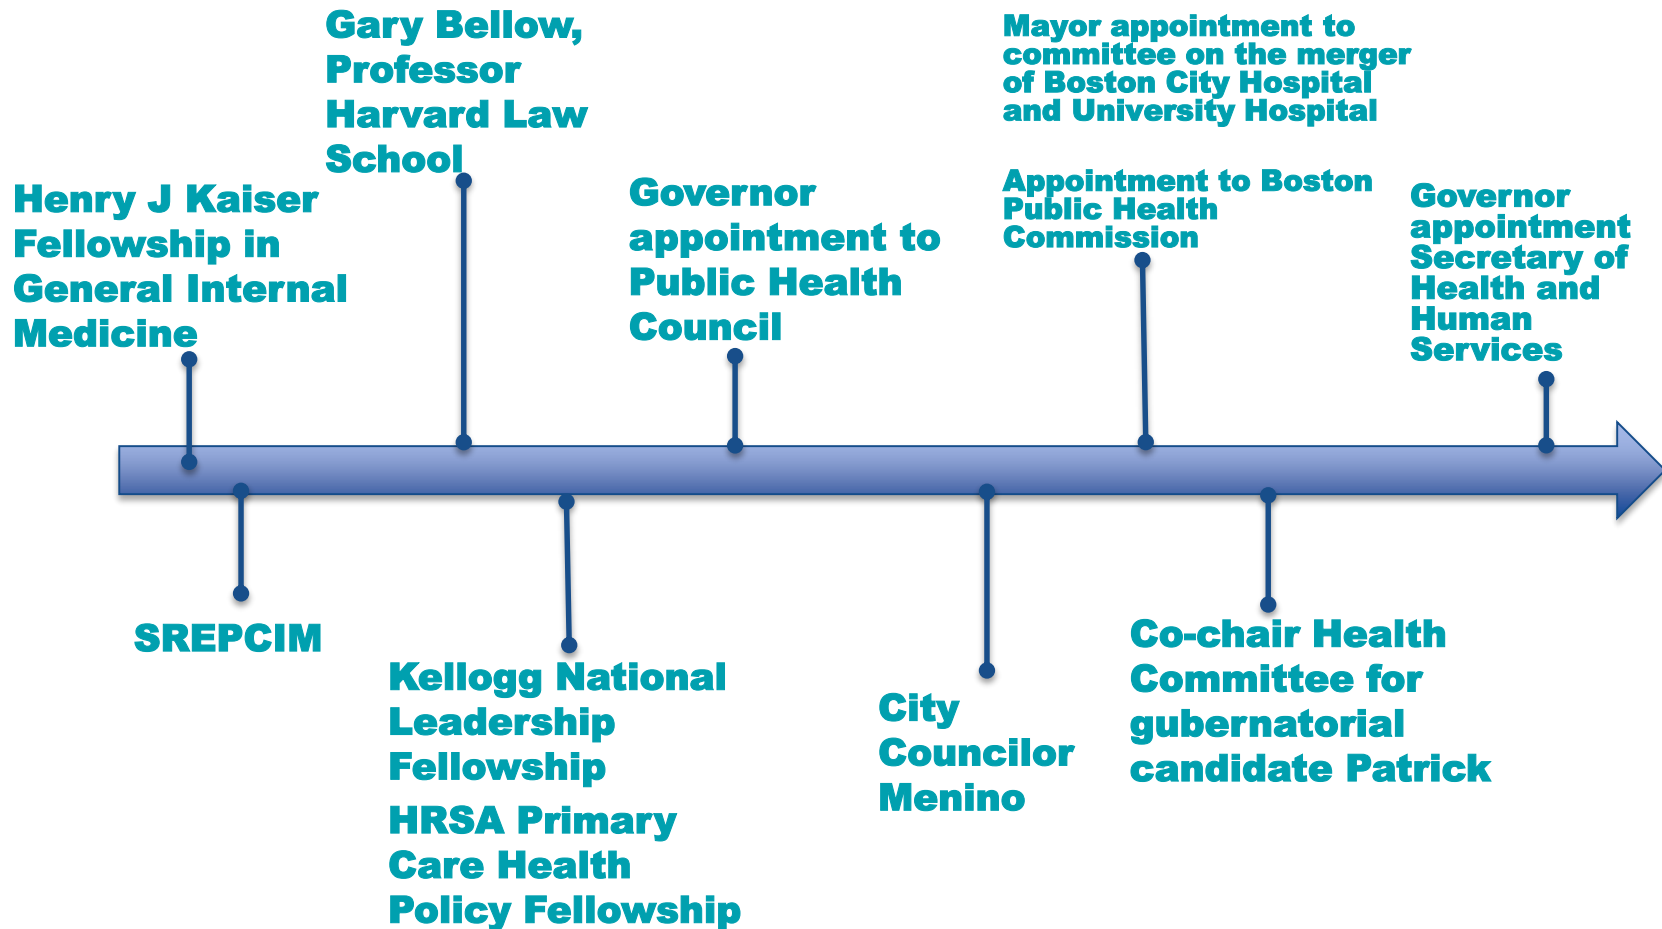 Gary Bellow,
Professor
Harvard Law
School
Mayor appointment to
committee on the merger
of Boston City Hospital
and University Hospital
Henry J Kaiser
Fellowship in
General Internal
Medicine
Governor
appointment to
Public Health
Council
Appointment to Boston
Public Health
Commission
Governor
appointment
Secretary of
Health and
Human
Services
SREPCIM
Kellogg National
Leadership
Fellowship
HRSA Primary
Care Health
Policy Fellowship
City
Councilor
Menino
Co-chair Health
Committee for
gubernatorial
candidate Patrick